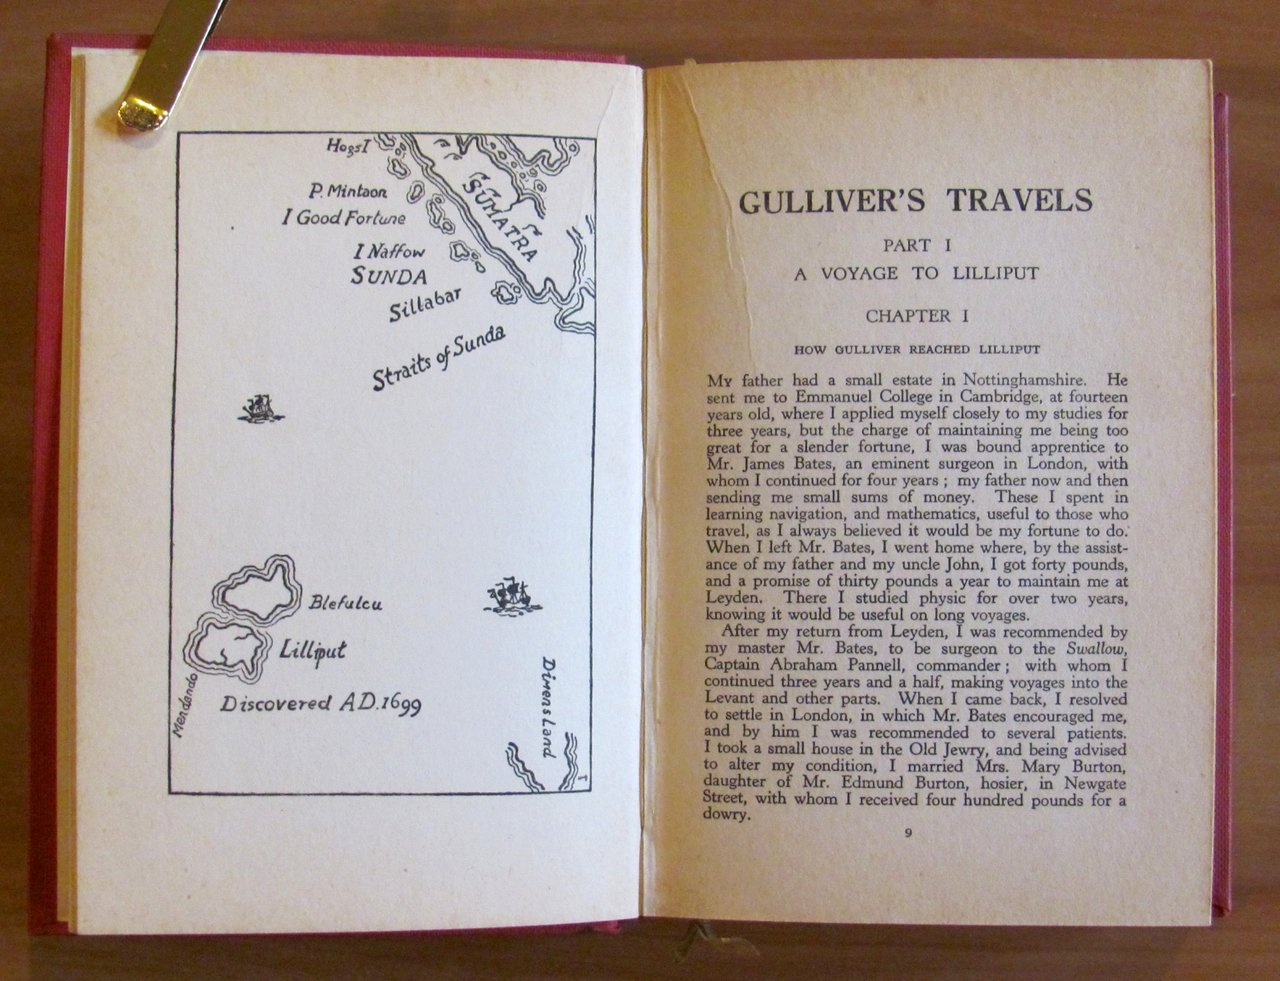 HogsI
P. Mintaon
I Good Fortune
I Naffow
SUNDA
Sillabar
Straits of Sunda
SUMATRA
Blefulcu
Lilliput
Mendando
Discovered AD.1699
Dimens Land
GULLIVER'S TRAVELS
PART I
A VOYAGE TO LILLIPUT
CHAPTER I
HOW GULLIVER REACHED LILLIPUT
My father had a small estate in Nottinghamshire. He
sent me to Emmanuel College in Cambridge, at fourteen
years old, where I applied myself closely to my studies for
three years, but the charge of maintaining me being too
great for a slender fortune, I was bound apprentice to
Mr. James Bates, an eminent surgeon in London, with
whom I continued for four years ; my father now and then
sending me small sums of money. These I spent in
learning navigation, and mathematics, useful to those who
travel, as I always believed it would be my fortune to do.
When I left Mr. Bates, I went home where, by the assist-
ance of my father and my uncle John, I got forty pounds,
and a promise of thirty pounds a year to maintain me at
Leyden. There I studied physic for over two years,
knowing it would be useful on long voyages.
After my return from Leyden, I was recommended by
my master Mr. Bates, to be surgeon to the Swallow,
Captain Abraham Pannell, commander ; with whom I
continued three years and a half, making voyages into the
Levant and other parts. When I came back, I resolved
to settle in London, in which Mr. Bates encouraged me,
and by him I was recommended to several patients.
I took a small house in the Old Jewry, and being advised
to alter my condition, I married Mrs. Mary Burton,
daughter of Mr. Edmund Burton, hosier, in Newgate
Street, with whom I received four hundred pounds for a
dowry.
9